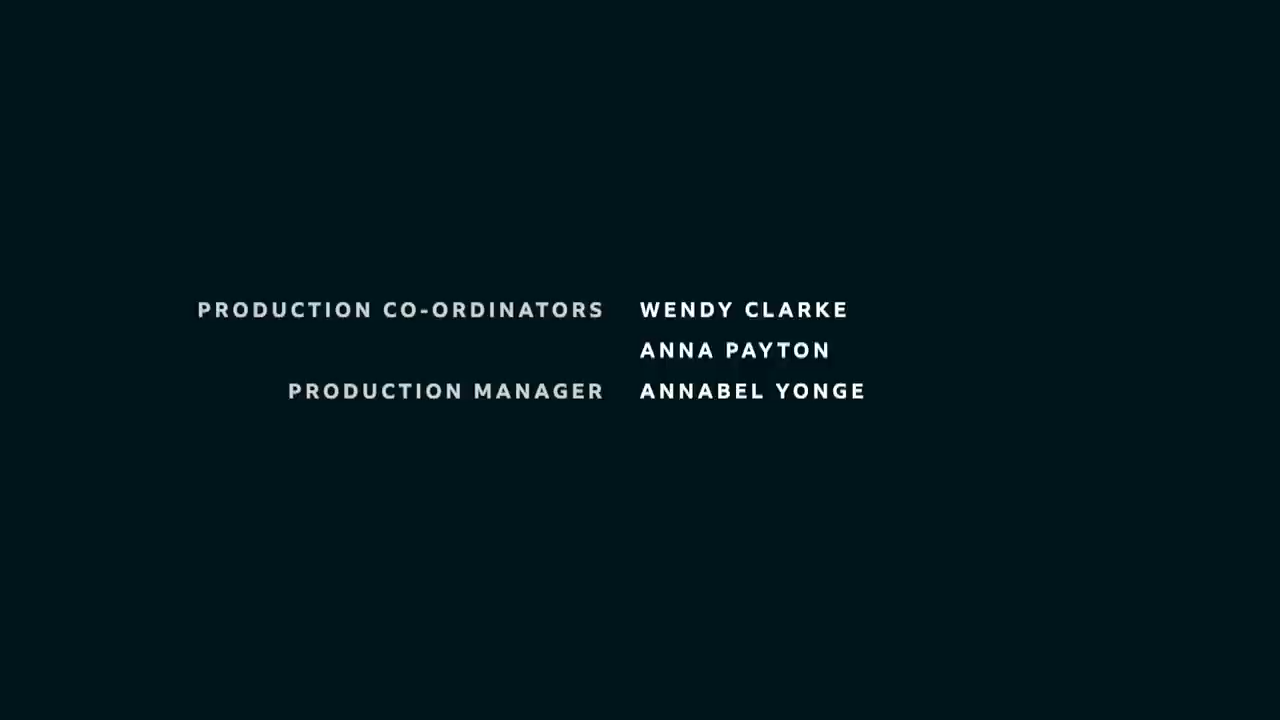 PRODUCTION CO-ORDINATORS WENDY CLARKE
ANNA PAYTON
PRODUCTION MANAGER ANNABEL YONGE